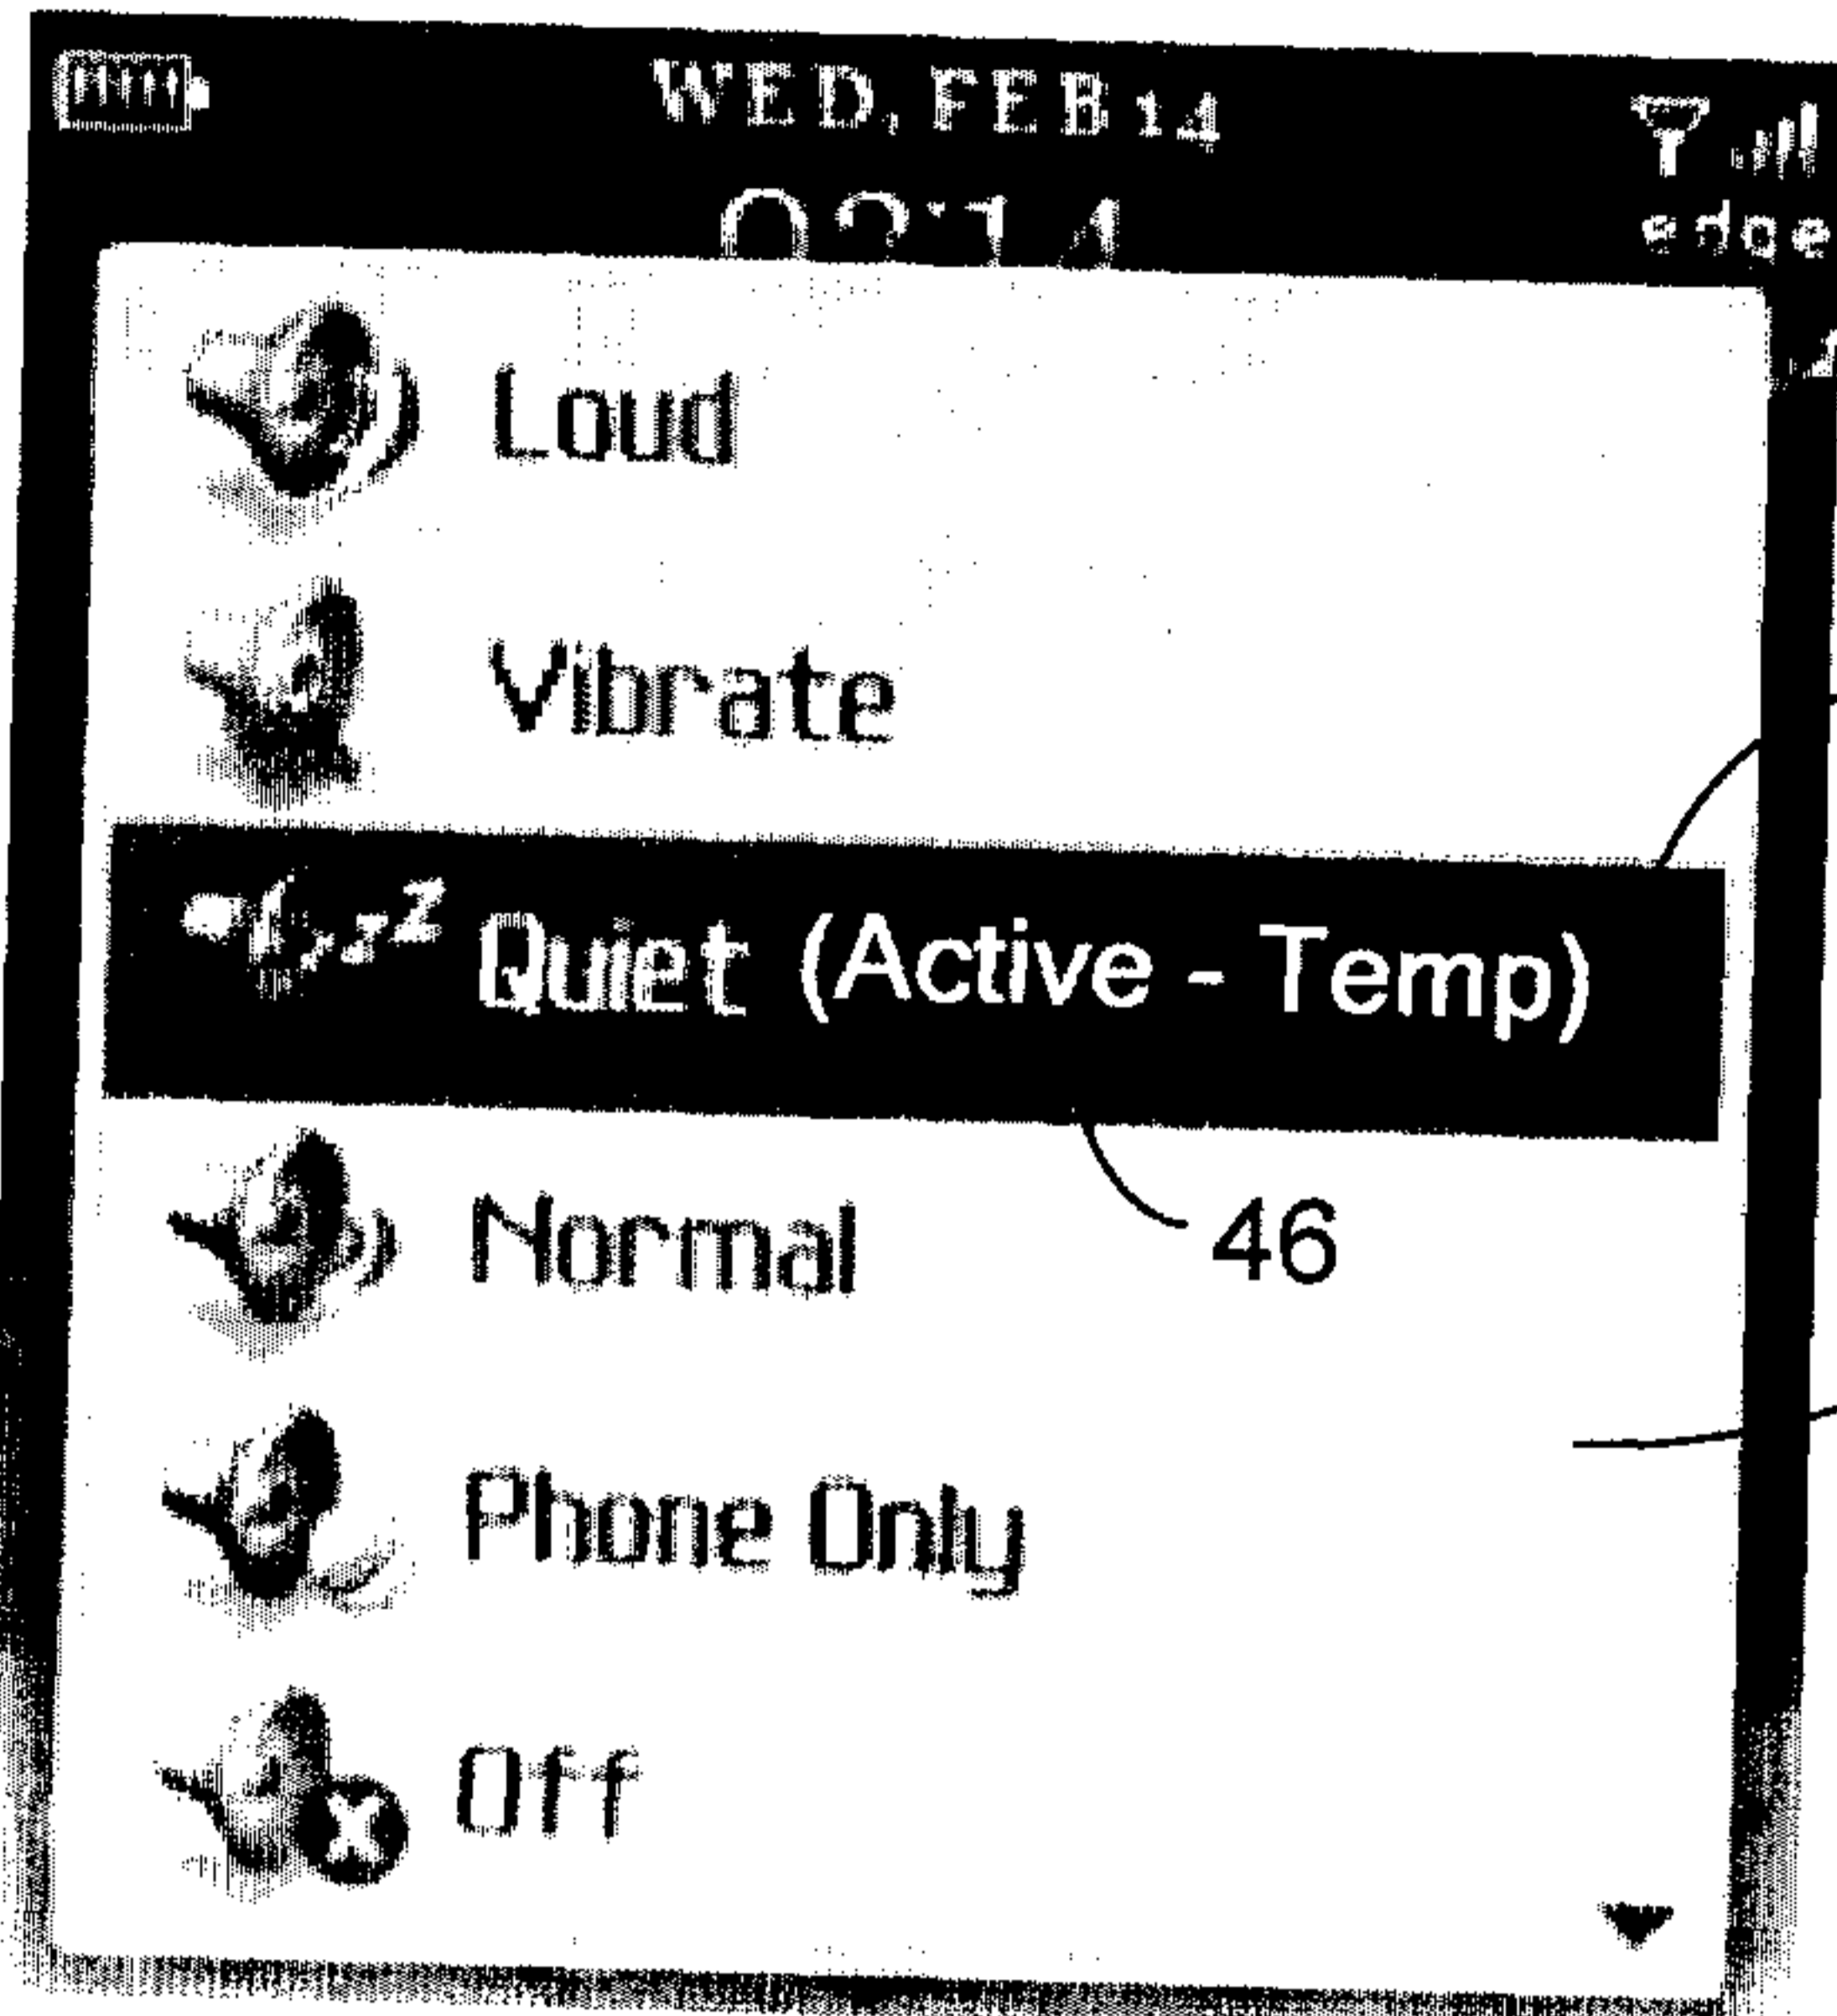 WED, FEB 14
edge
Loud
Vibrate
Quiet (Active - Temp)
Normal
46
Phone Only
Off